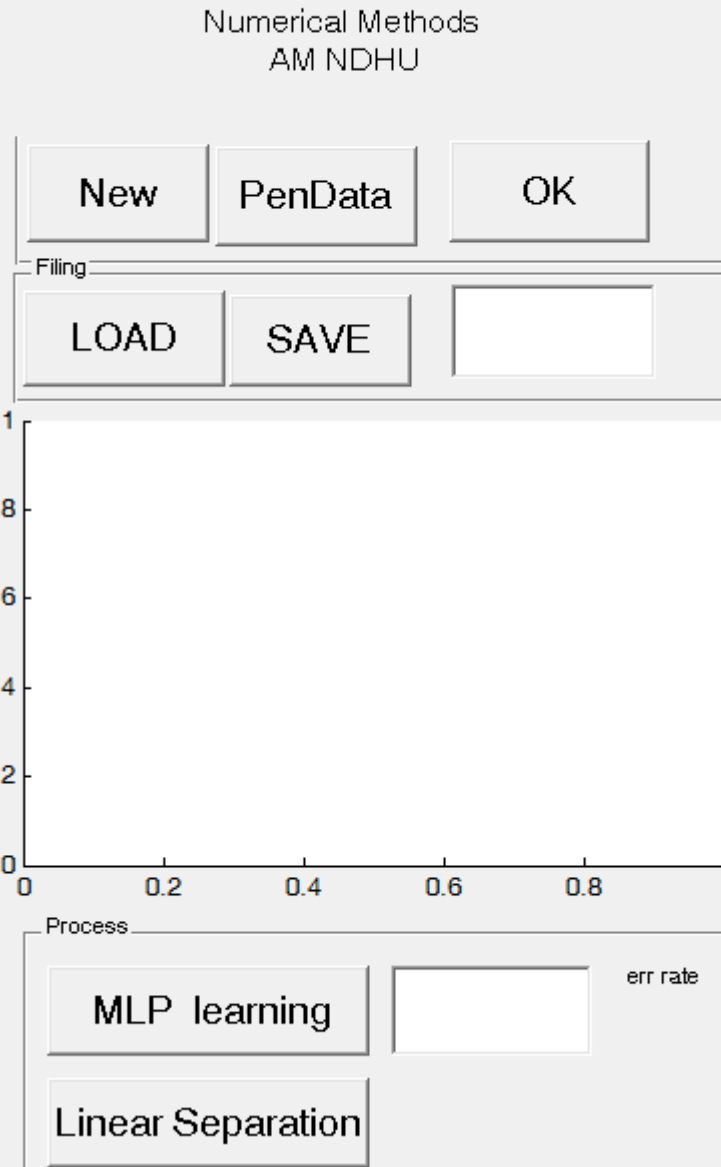 Numerical Methods
AM NDHU
New PenData OK
Filing
LOAD SAVE
1
8
6
4
2
0
0 0.2 0.4 0.6 0.8
Process
MLP learning err rate
Linear Separation